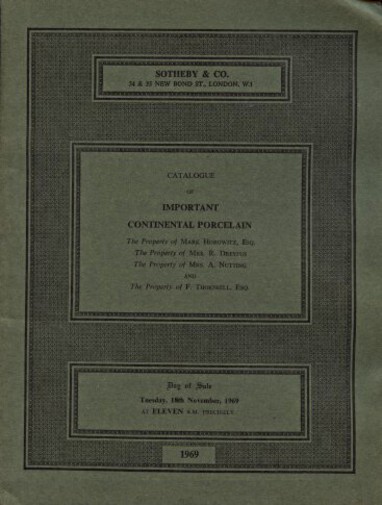 SOTHEBY & CO.
34 & 35 NEW BOND ST., LONDON, W.1
CATALOGUE
OF
IMPORTANT
CONTINENTAL PORCELAIN
The Property of MARK HOROWITZ, ESQ.
The Property of MRS. B. DREYFUS
The Property of MRS. A. NUTTING
AND
The Property of F. THORNHILL, ESQ.
Day of Sale
Tuesday, 18th November, 1969
AT ELEVEN A.M. PRECISELY
1969